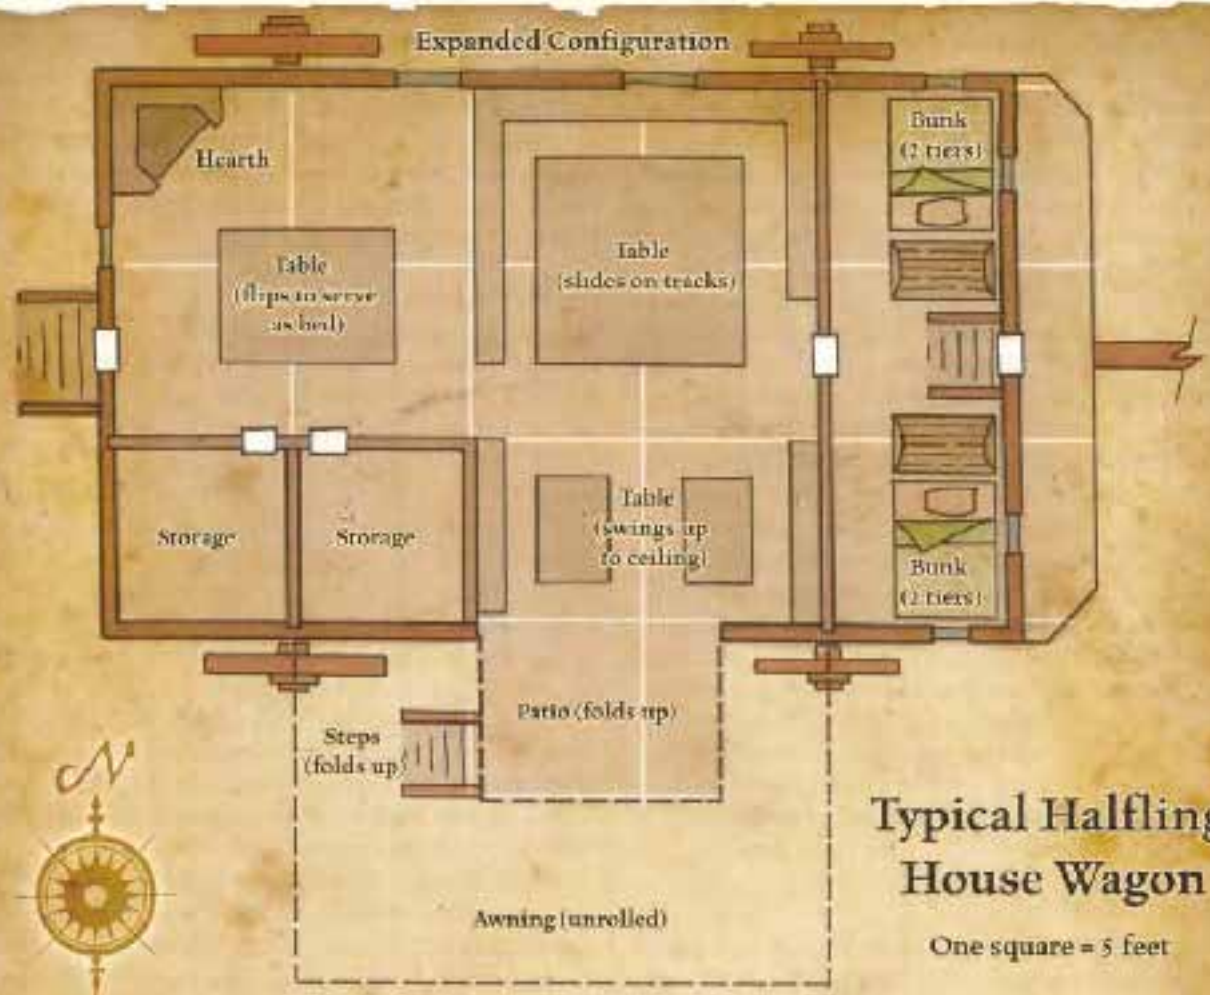 Expanded Configuration
Hearth
Bunk
(2 tiers)
Table
(flips to serve
as bed)
Table
(slides on tracks)
Storage
Storage
Table
(swings up
to ceiling)
Bunk
(2 tiers)
Patio (folds up)
Steps
(folds up)
N
Awning (unrolled)
Typical Halfling
House Wagon
One square = 5 feet